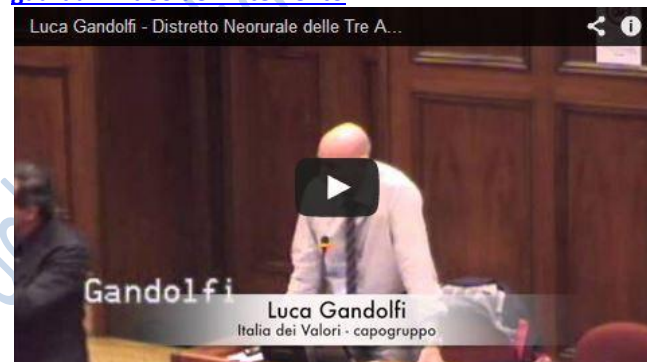 Luca Gandolfi - Distretto Neorurale delle Tre A...
Gandolfi
Luca Gandolfi
Italia dei Valori - capogruppo